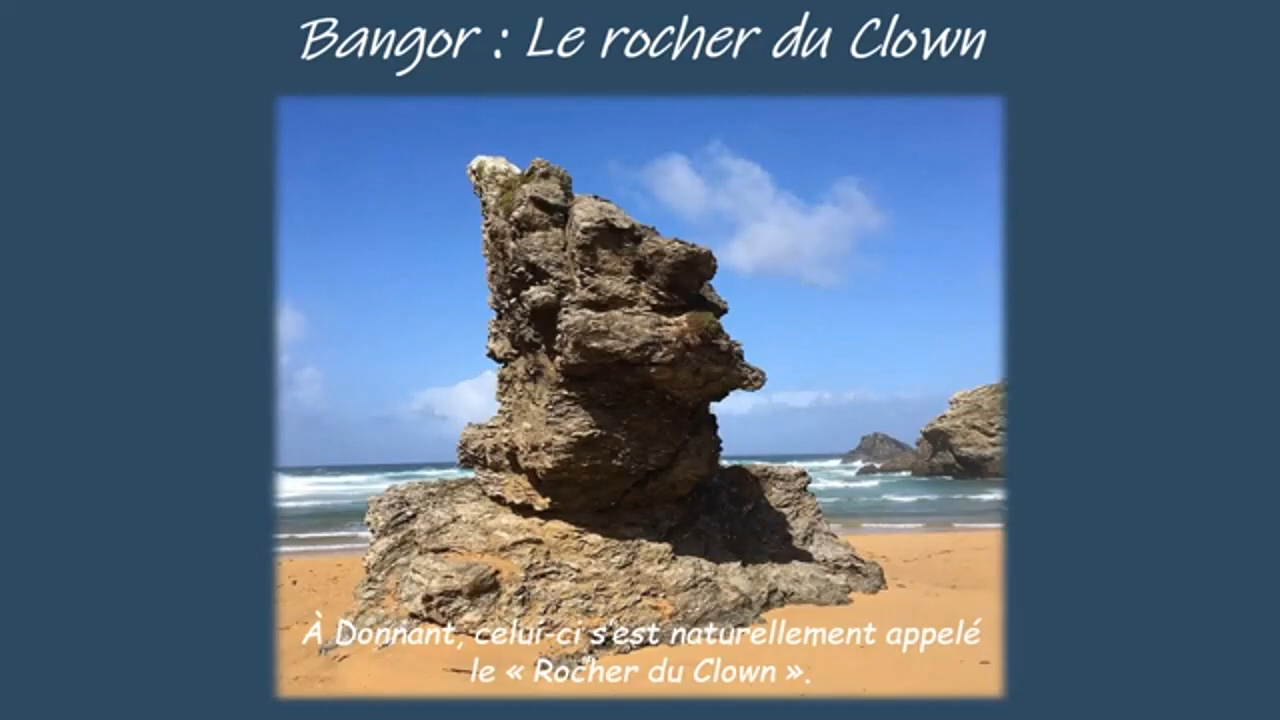 Bangor : Le rocher du Clown
À Donnant, celui-ci s'est naturellement appelé
le « Rocher du Clown ».